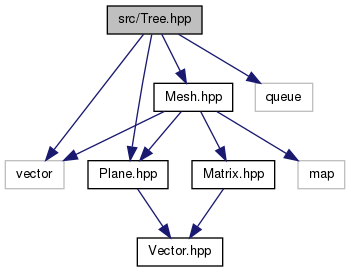 src/Tree.hpp
Mesh.hpp
queue
vector
Plane.hpp
Matrix.hpp
map
Vector.hpp